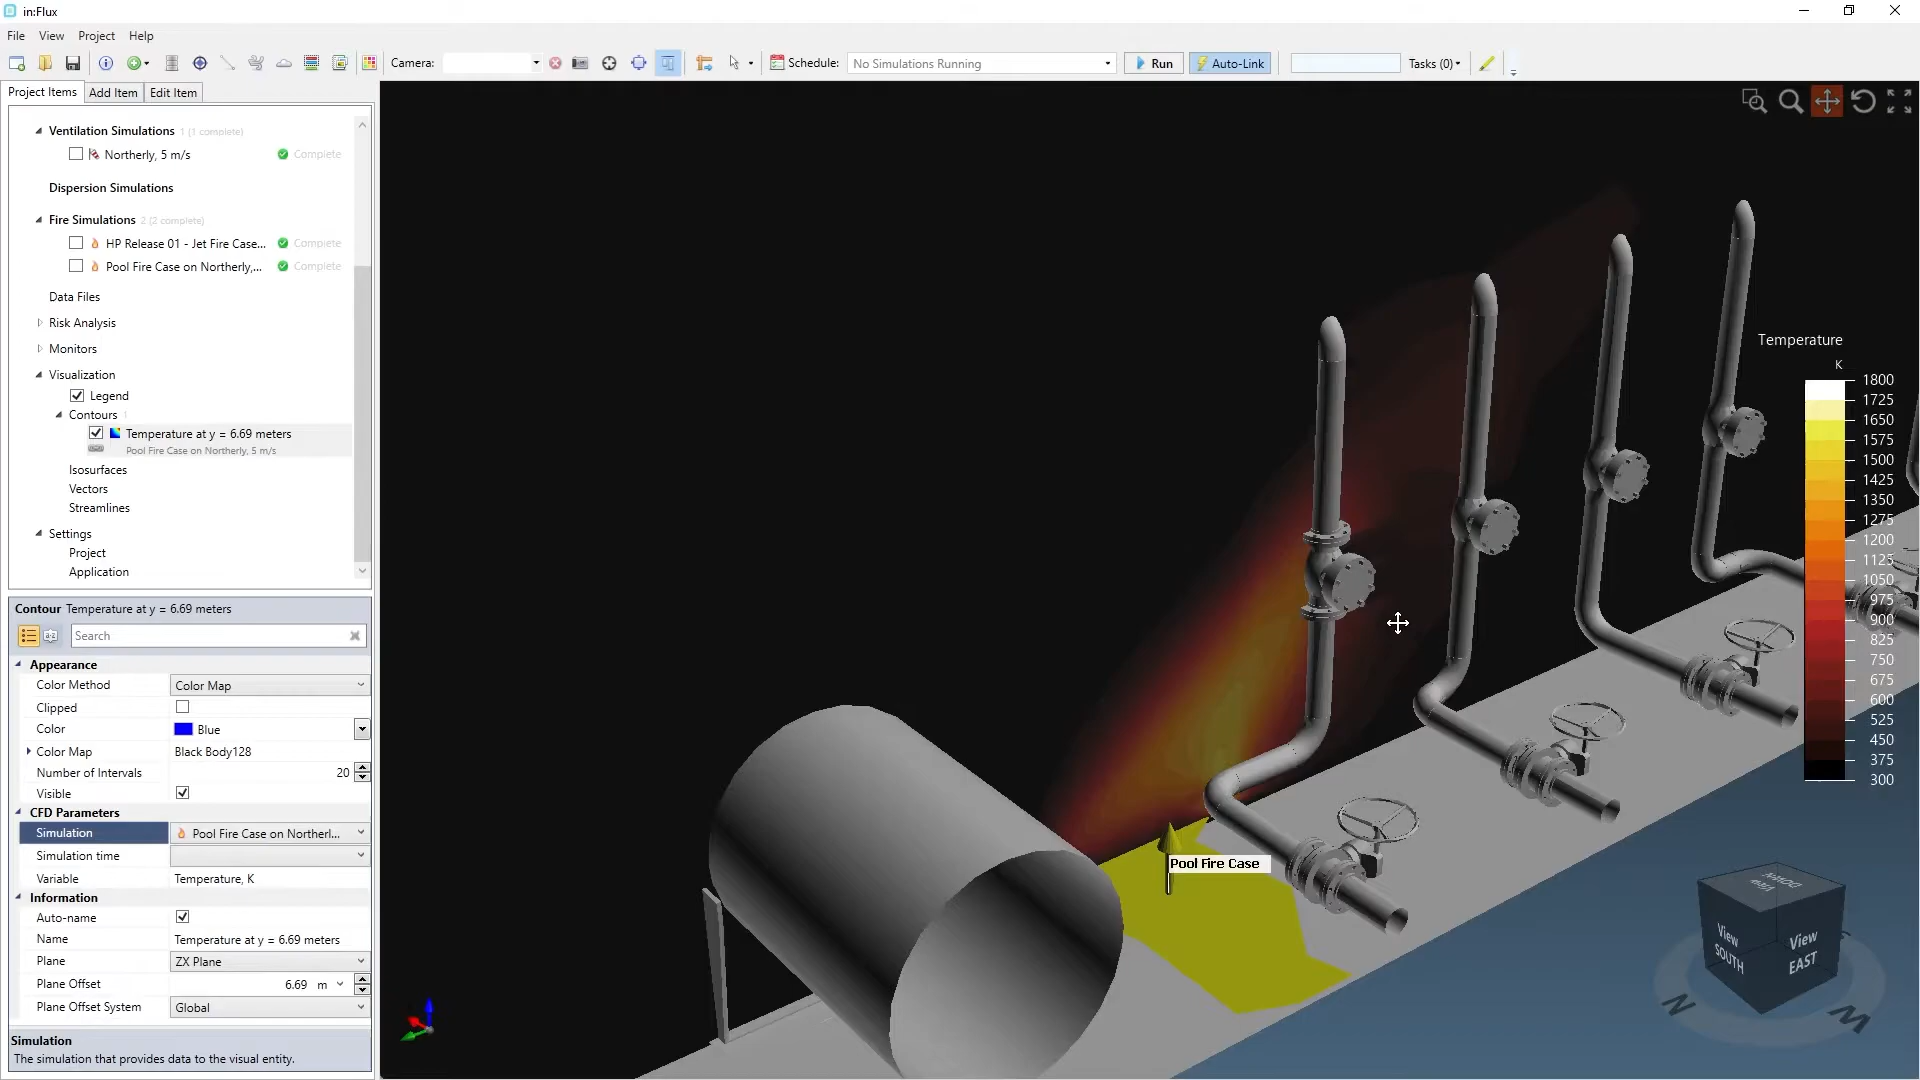 in:Flux
File View Project Help
Camera: Schedule: No Simulations Running Run Auto-Link Tasks (0)
Project Items Add Item Edit Item
Ventilation Simulations 1 (1 complete)
Northerly, 5 m/s Complete
Dispersion Simulations
Fire Simulations 2 (2 complete)
HP Release 01 - Jet Fire Case... Complete
Pool Fire Case on Northerly,... Complete
Data Files
Risk Analysis
Monitors
Visualization
Legend
Contours 1
Temperature at y = 6.69 meters
Pool Fire Case on Northerly, 5 m/s
Isosurfaces
Vectors
Streamlines
Settings
Project
Application
Contour Temperature at y = 6.69 meters
Search
Appearance
Color Method Color Map
Clipped
Color Blue
Color Map Black Body128
Number of Intervals 20
Visible
CFD Parameters
Simulation Pool Fire Case on Northerl...
Simulation time
Variable Temperature, K
Information
Auto-name
Name Temperature at y = 6.69 meters
Plane ZX Plane
Plane Offset 6.69 m
Plane Offset System Global
Simulation
The simulation that provides data to the visual entity.
Temperature
K
1800
1725
1650
1575
1500
1425
1350
1275
1200
1125
1050
975
900
825
750
675
600
525
450
375
300
Pool Fire Case
View DOWN
View SOUTH
View EAST
N